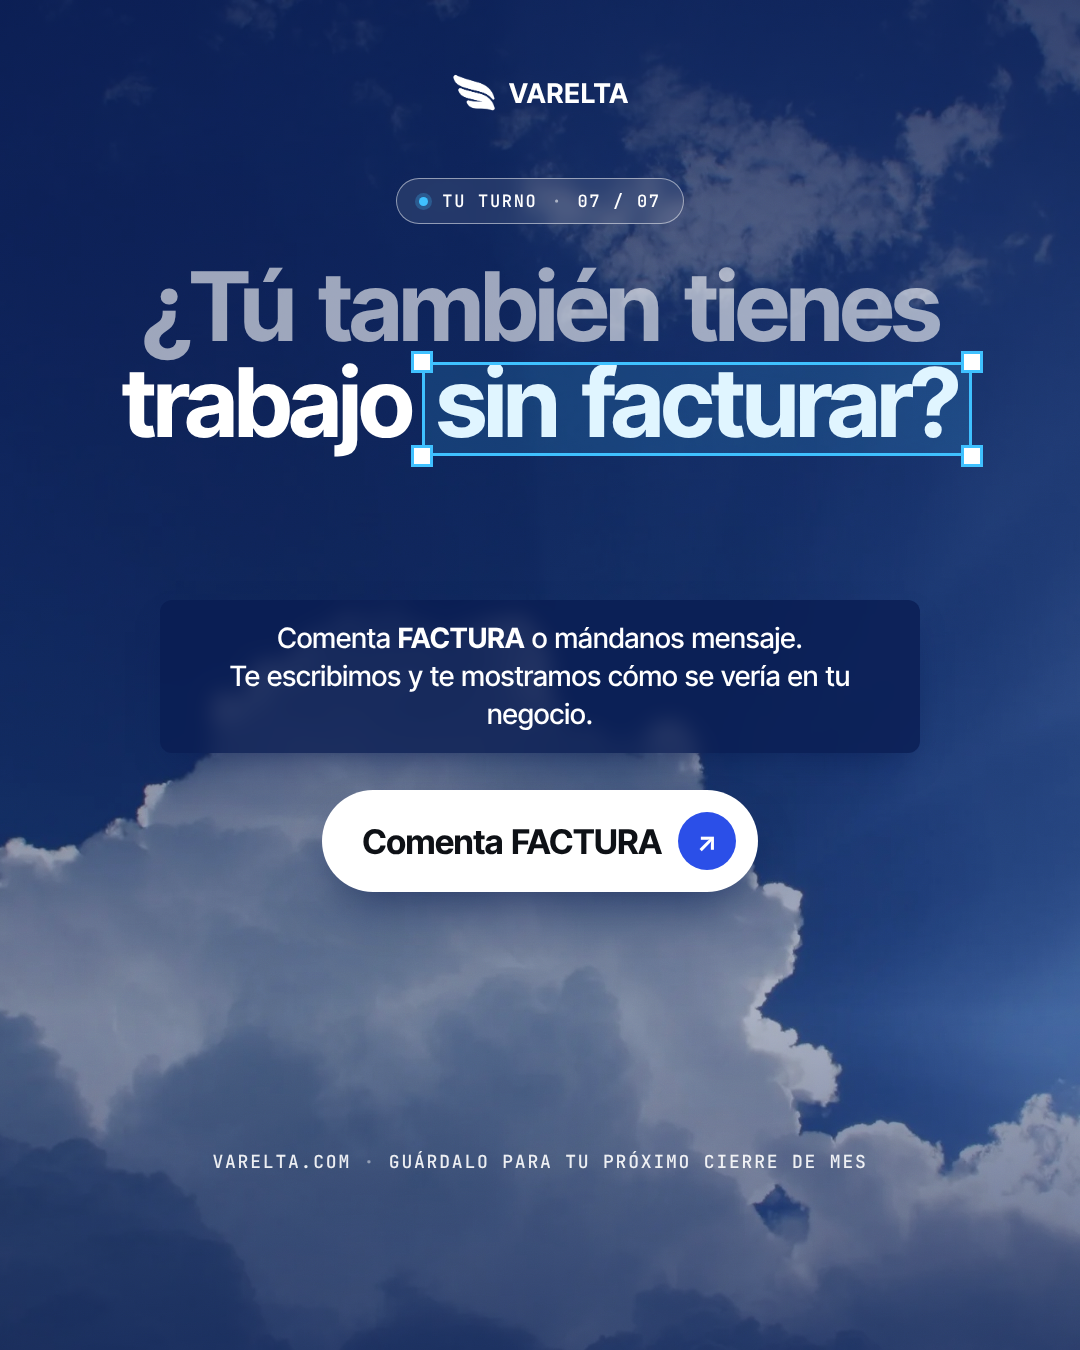 VARELTA
TU TURNO · 07 / 07
¿Tú también tienes
trabajo sin facturar?
Comenta FACTURA o mándanos mensaje.
Te escribimos y te mostramos cómo se vería en tu
negocio.
Comenta FACTURA
VARELTA.COM · GUÁRDALO PARA TU PRÓXIMO CIERRE DE MES